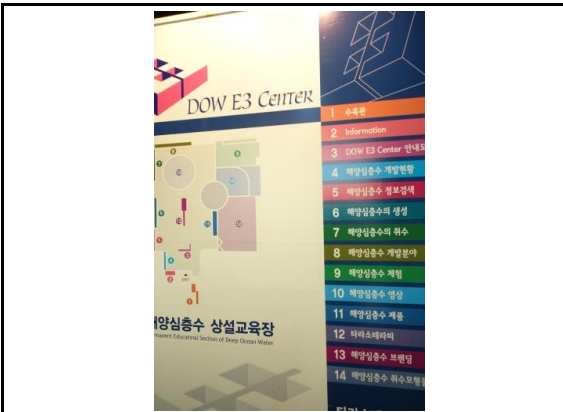 DOW E3 CENTER
1 수족관
2 Information
3 DOW E3 Center 안내도
4 해양심층수 개발현황
5 해양심층수 정보검색
6 해양심층수의 생성
7 해양심층수의 취수
8 해양심층수 개발분야
9 해양심층수 체험
10 해양심층수 영상
11 해양심층수 제품
12 타라소테라피
13 해양심층수 브랜딩
14 해양심층수 취수모형물
해양심층수 상설교육장
Permanent Educatinal Section of Deep Ocean Water